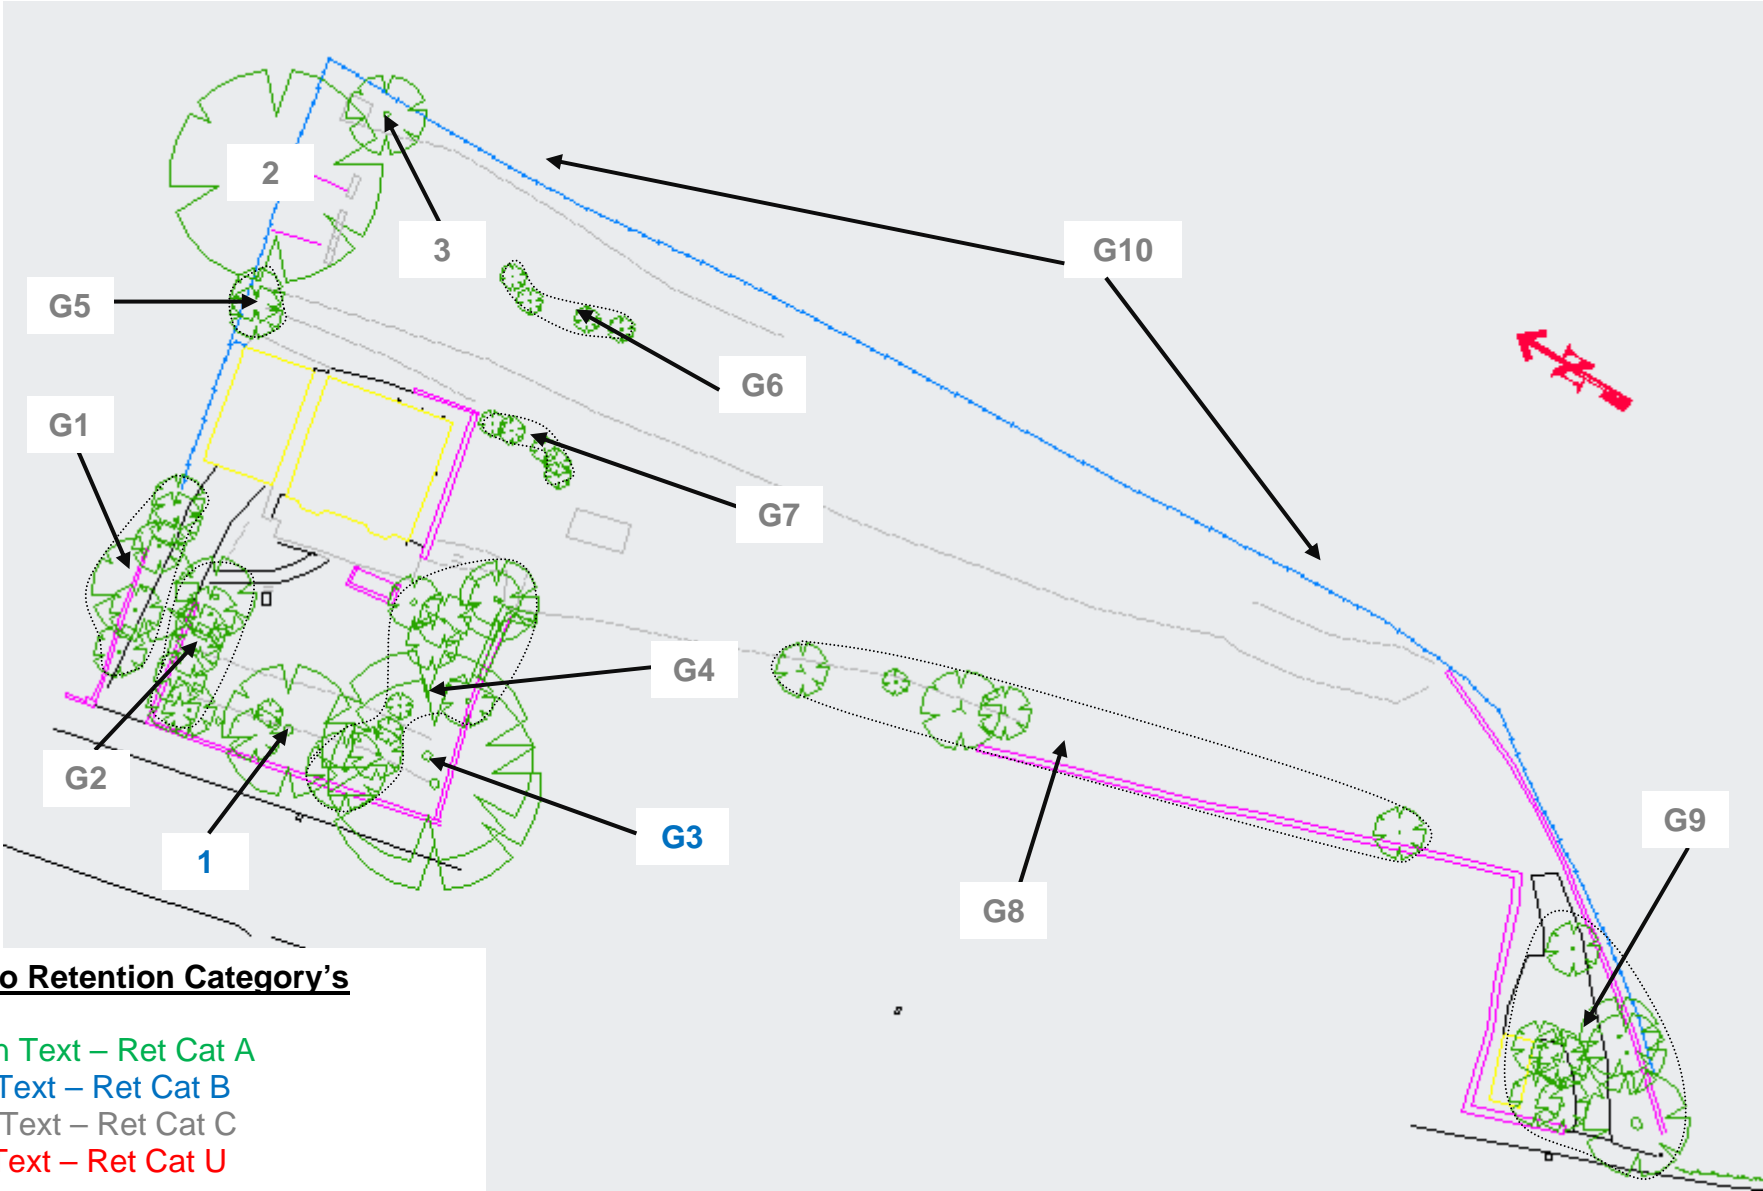 2
3
G10
G5
G6
G1
G7
G4
G2
G3
1
G8
G9
o Retention Category's
n Text – Ret Cat A
Text – Ret Cat B
Text – Ret Cat C
Text – Ret Cat U